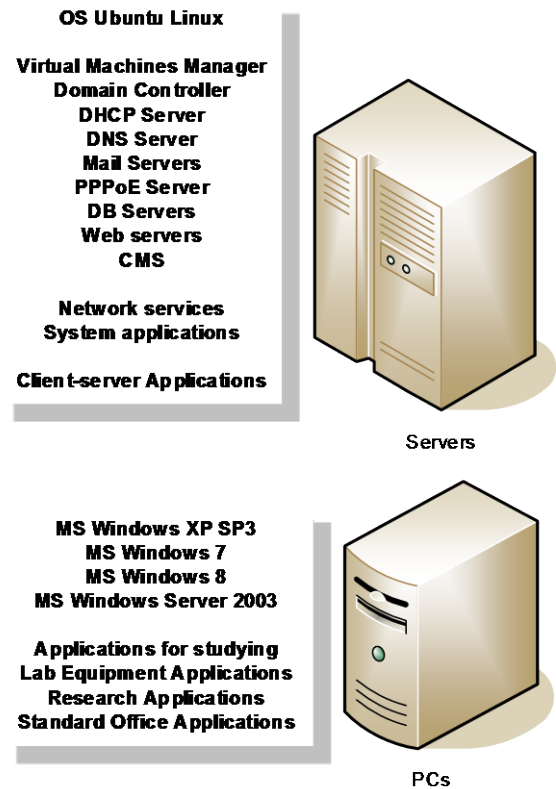 OS Ubuntu Linux
Virtual Machines Manager
Domain Controller
DHCP Server
DNS Server
Mail Servers
PPPoE Server
DB Servers
Web servers
CMS
Network services
System applications
Client-server Applications
Servers
MS Windows XP SP3
MS Windows 7
MS Windows 8
MS Windows Server 2003
Applications for studying
Lab Equipment Applications
Research Applications
Standard Office Applications
PCs